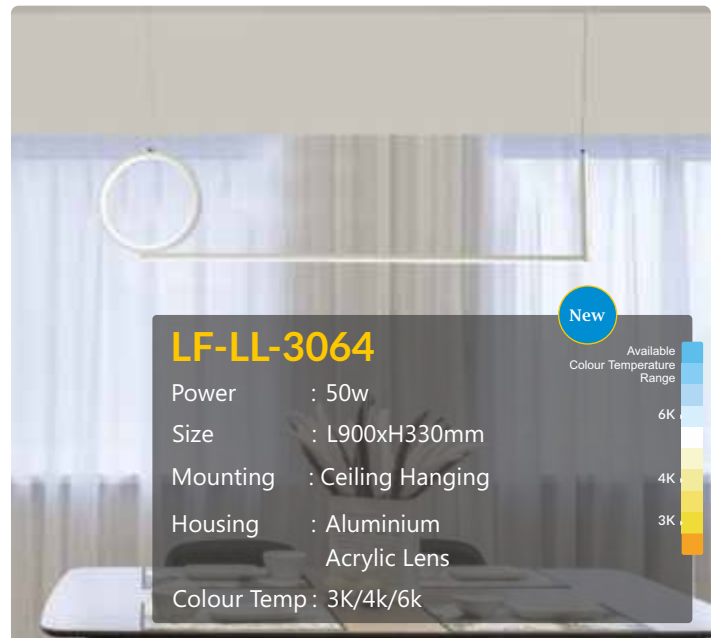 New
LF-LL-3064
Available
Colour Temperature
Range
Power : 50w
Size : L900xH330mm
Mounting : Ceiling Hanging
Housing : Aluminium
Acrylic Lens
Colour Temp : 3K/4k/6k
6K
4K
3K